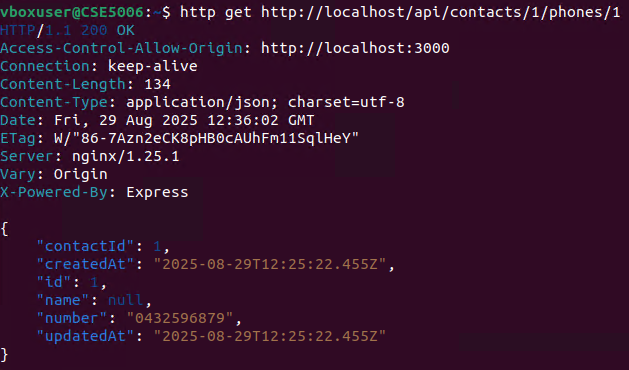 vboxuser@CSE5006:~$ http get http://localhost/api/contacts/1/phones/1
HTTP/1.1 200 OK
Access-Control-Allow-Origin: http://localhost:3000
Connection: keep-alive
Content-Length: 134
Content-Type: application/json; charset=utf-8
Date: Fri, 29 Aug 2025 12:36:02 GMT
ETag: W/"86-7Azn2eCK8pHB0cAUhFm11SqlHeY"
Server: nginx/1.25.1
Vary: Origin
X-Powered-By: Express
{
    "contactId": 1,
    "createdAt": "2025-08-29T12:25:22.455Z",
    "id": 1,
    "name": null,
    "number": "0432596879",
    "updatedAt": "2025-08-29T12:25:22.455Z"
}